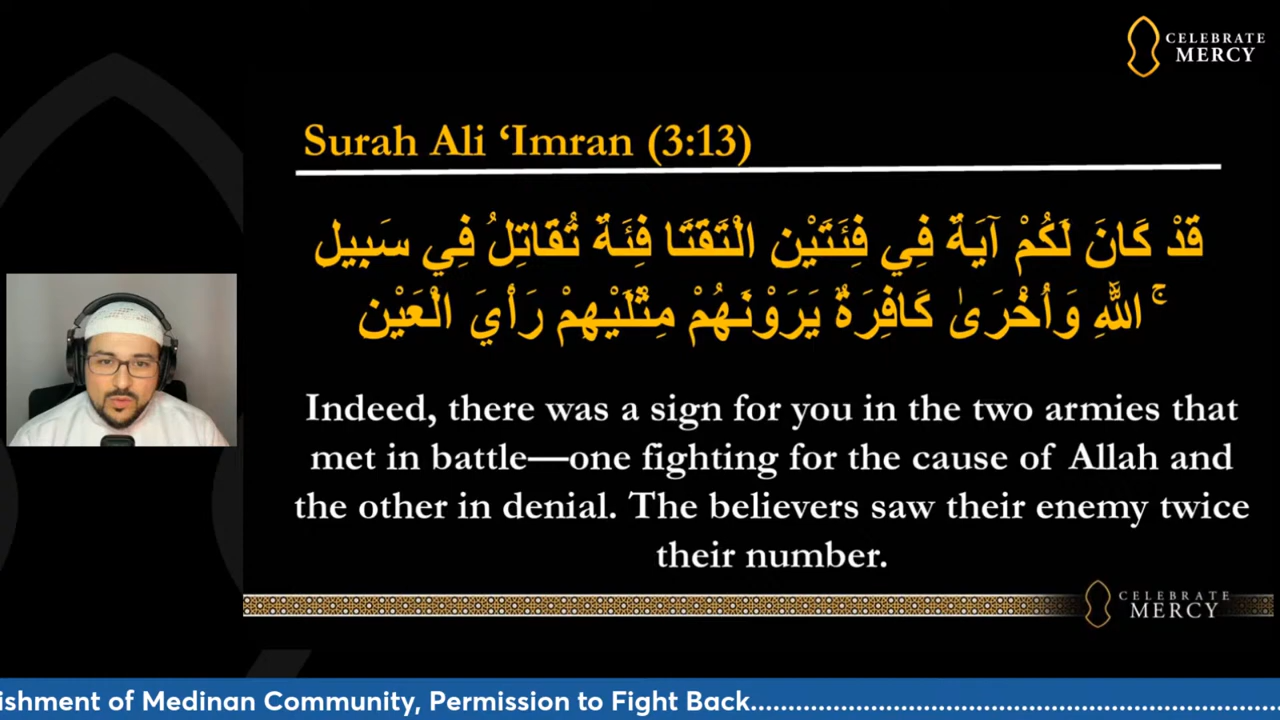 CELEBRATE
MERCY
Surah Ali ‘Imran (3:13)
قَدْ كَانَ لَكُمْ آيَةٌ فِي فِئَتَيْنِ الْتَقَتَا فِئَةٌ تُقَاتِلُ فِي سَبِيلِ
اللَّهِ وَأُخْرَىٰ كَافِرَةٌ يَرَوْنَهُمْ مِثْلَيْهِمْ رَأْيَ الْعَيْنِ ۚ
Indeed, there was a sign for you in the two armies that
met in battle—one fighting for the cause of Allah and
the other in denial. The believers saw their enemy twice
their number.
CELEBRATE
MERCY
ishment of Medinan Community, Permission to Fight Back..........................................................